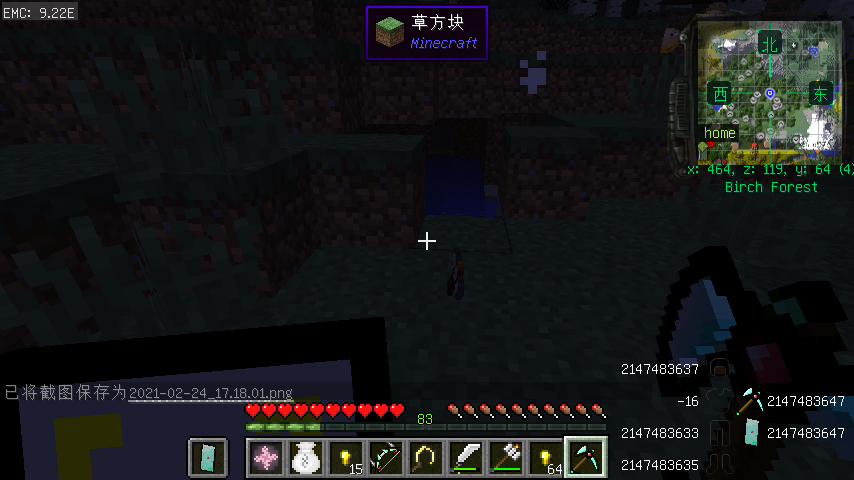 EMC: 9.22E
草方块
Minecraft
北
西
东
home
x: 464, z: 119, y: 64 (4)
Birch Forest
已将截图保存为2021-02-24_17.18.01.png
83
15
64
2147483637
-16
2147483647
2147483633
2147483647
2147483635